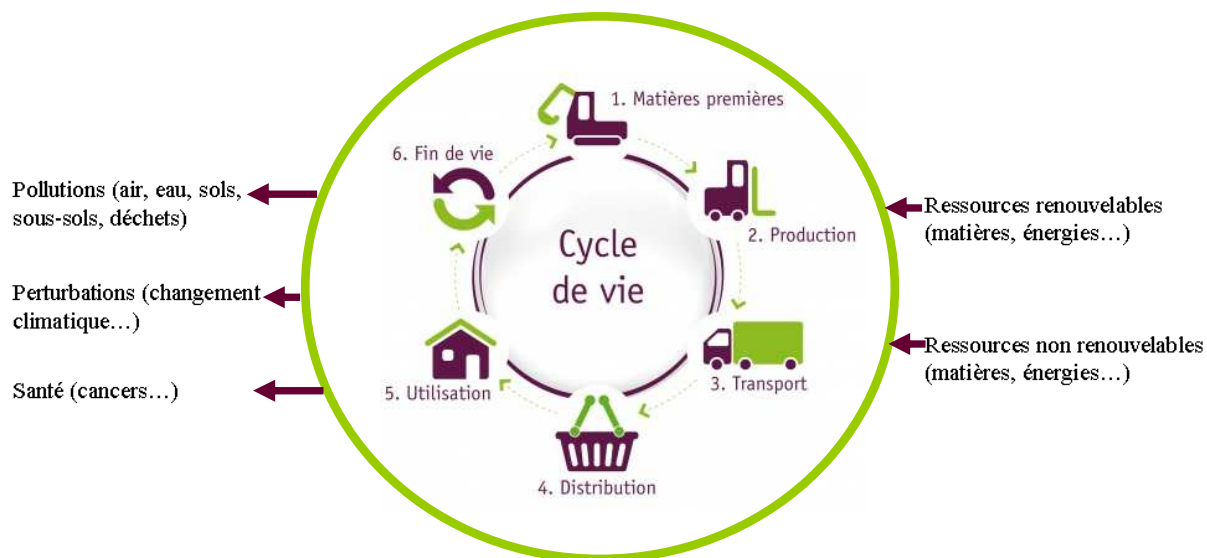 1. Matières premières
6. Fin de vie
Pollutions (air, eau, sols,
sous-sols, déchets)
Ressources renouvelables
(matières, énergies…)
2. Production
Cycle
de vie
Perturbations (changement
climatique…)
Ressources non renouvelables
(matières, énergies…)
3. Transport
5. Utilisation
Santé (cancers…)
4. Distribution